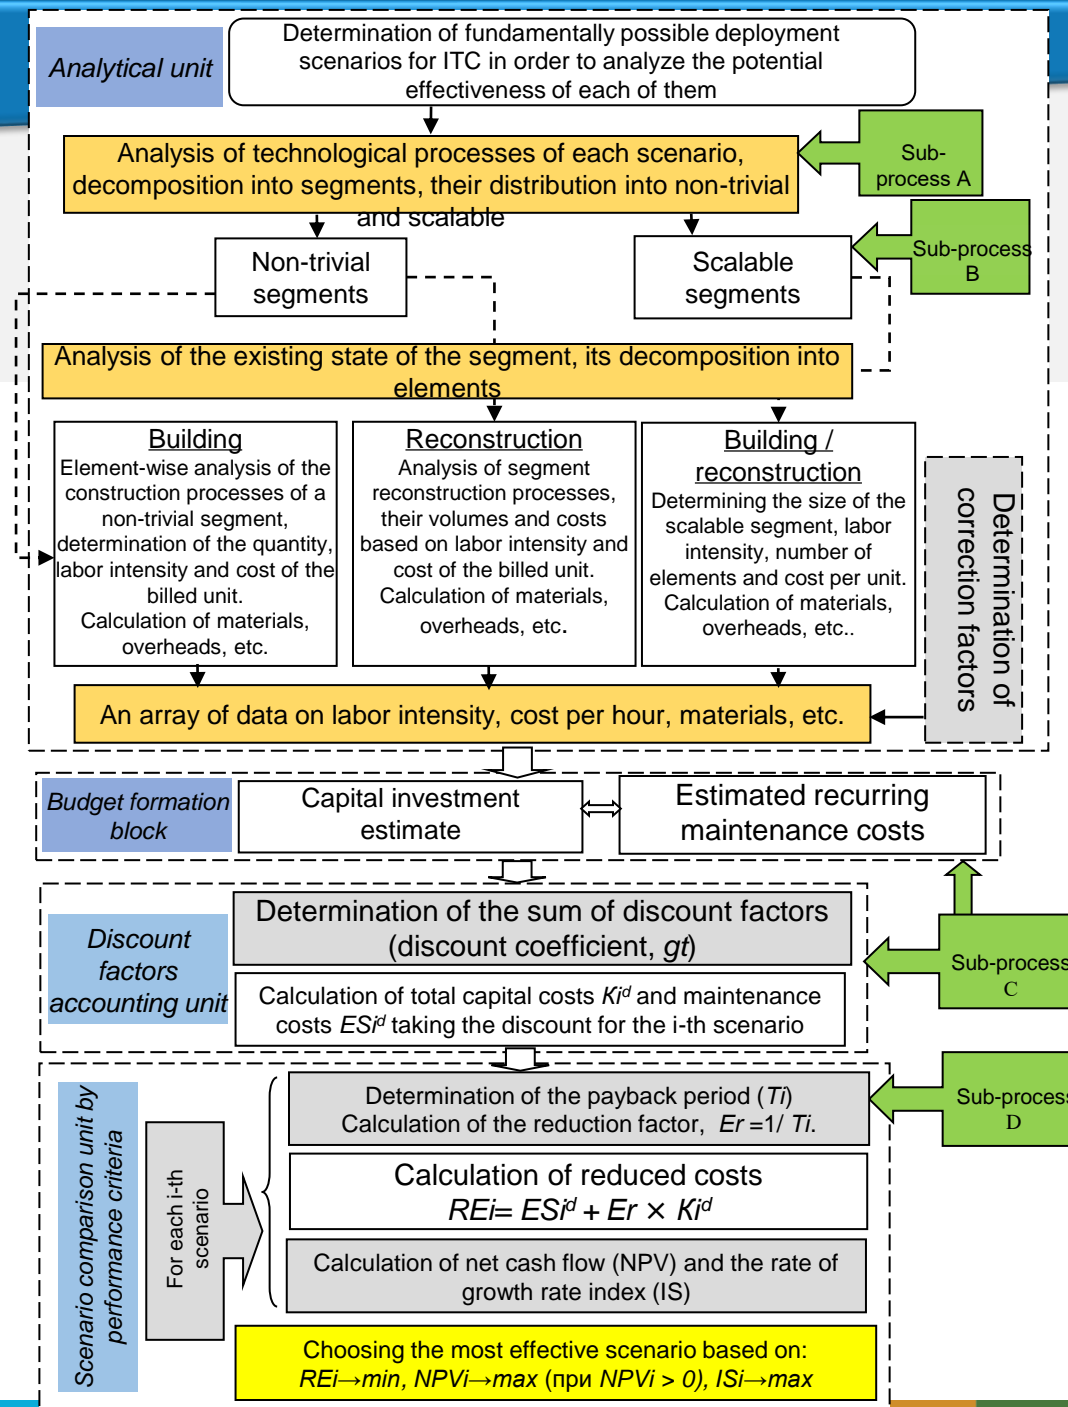 Analytical unit
Determination of fundamentally possible deployment
scenarios for ITC in order to analyze the potential
effectiveness of each of them
Analysis of technological processes of each scenario,
decomposition into segments, their distribution into non-trivial
and scalable
Sub-
process A
Non-trivial
segments
Scalable
segments
Sub-process
B
Analysis of the existing state of the segment, its decomposition into
elements
Building
Element-wise analysis of the
construction processes of a
non-trivial segment,
determination of the quantity,
labor intensity and cost of the
billed unit.
Calculation of materials,
overheads, etc.
Reconstruction
Analysis of segment
reconstruction processes,
their volumes and costs
based on labor intensity and
cost of the billed unit.
Calculation of materials,
overheads, etc.
Building /
reconstruction
Determining the size of the
scalable segment, labor
intensity, number of
elements and cost per unit.
Calculation of materials,
overheads, etc..
Determination of
correction factors
An array of data on labor intensity, cost per hour, materials, etc.
Budget formation
block
Capital investment
estimate
Estimated recurring
maintenance costs
Discount
factors
accounting unit
Determination of the sum of discount factors
(discount coefficient, gt)
Calculation of total capital costs Кi^d and maintenance
costs ESi^d taking the discount for the i-th scenario
Sub-process
C
Scenario comparison unit by
performance criteria
For each i-th
scenario
Determination of the payback period (Ti)
Calculation of the reduction factor, Er =1/ Ti.
Sub-process
D
Calculation of reduced costs
REi= ESi^d + Er × Кi^d
Calculation of net cash flow (NPV) and the rate of
growth rate index (IS)
Choosing the most effective scenario based on:
REi→min, NPVi→max (при NPVi > 0), ISi→max